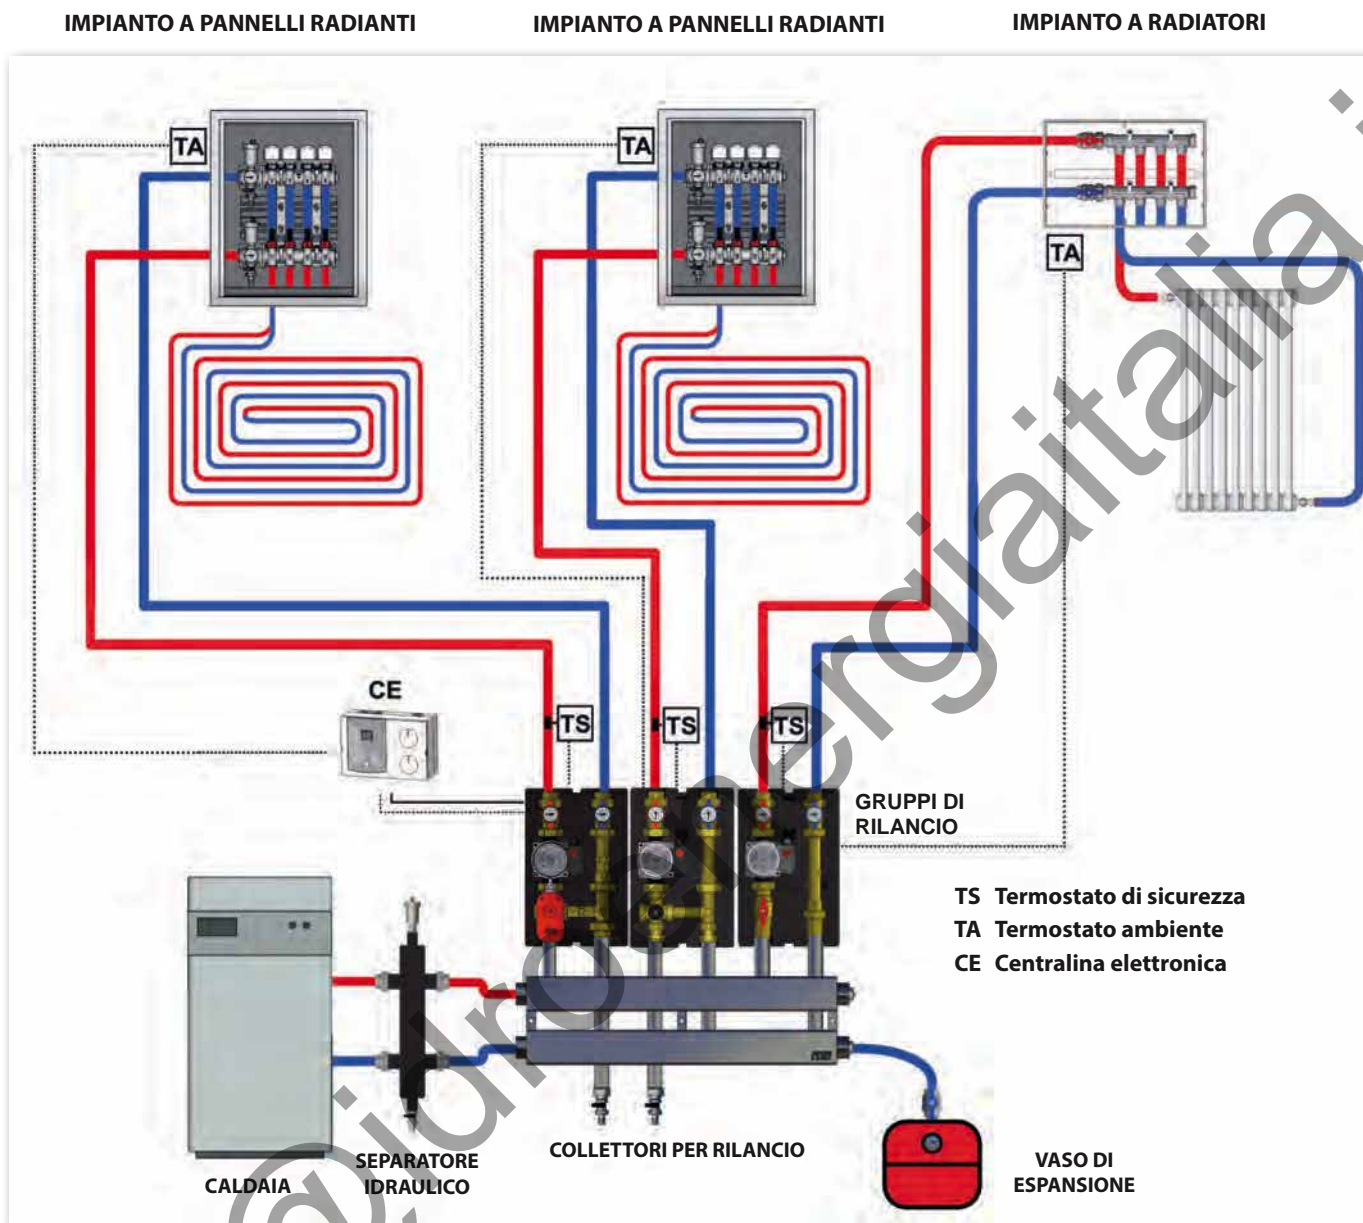 IMPIANTO A PANNELLI RADIANTI
IMPIANTO A PANNELLI RADIANTI
IMPIANTO A RADIATORI
TA
TA
TA
CE
TS
TS
TS
GRUPPI DI
RILANCIO
TS Termostato di sicurezza
TA Termostato ambiente
CE Centralina elettronica
CALDAIA
SEPARATORE
IDRAULICO
COLLETTORI PER RILANCIO
VASO DI
ESPANSIONE
@idroenergiaitalia.i